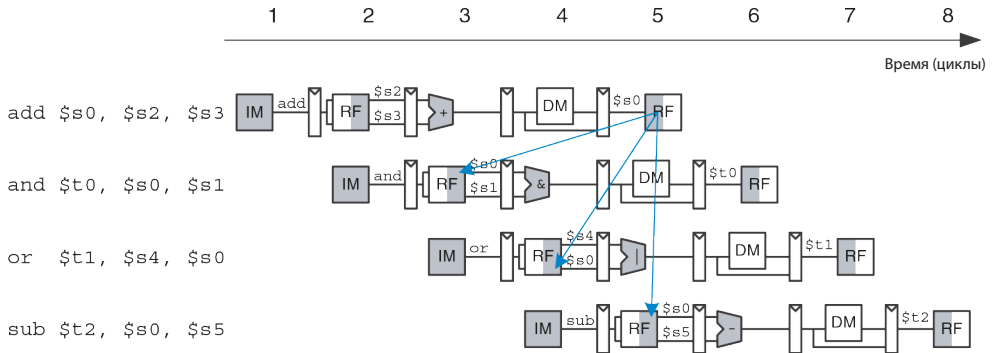 1 2 3 4 5 6 7 8
Время (циклы)
add $s0, $s2, $s3 IM add RF $s2 $s3 + DM $s0 RF
and $t0, $s0, $s1 IM and RF $s0 $s1 & DM $t0 RF
or $t1, $s4, $s0 IM or RF $s4 $s0 | DM $t1 RF
sub $t2, $s0, $s5 IM sub RF $s0 $s5 - DM $t2 RF